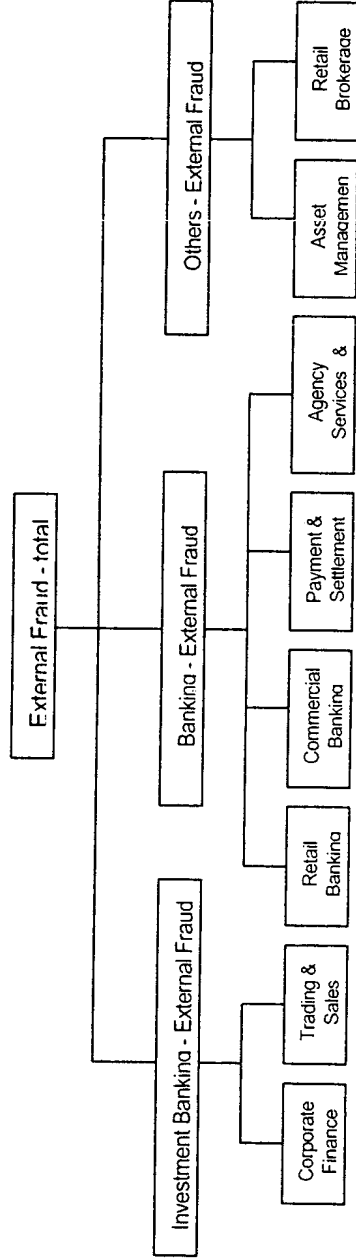 External Fraud - total
Investment Banking - External Fraud
Banking - External Fraud
Others - External Fraud
Corporate
Finance
Trading &
Sales
Retail
Banking
Commercial
Banking
Payment &
Settlement
Agency
Services &
Asset
Managemen
Retail
Brokerage